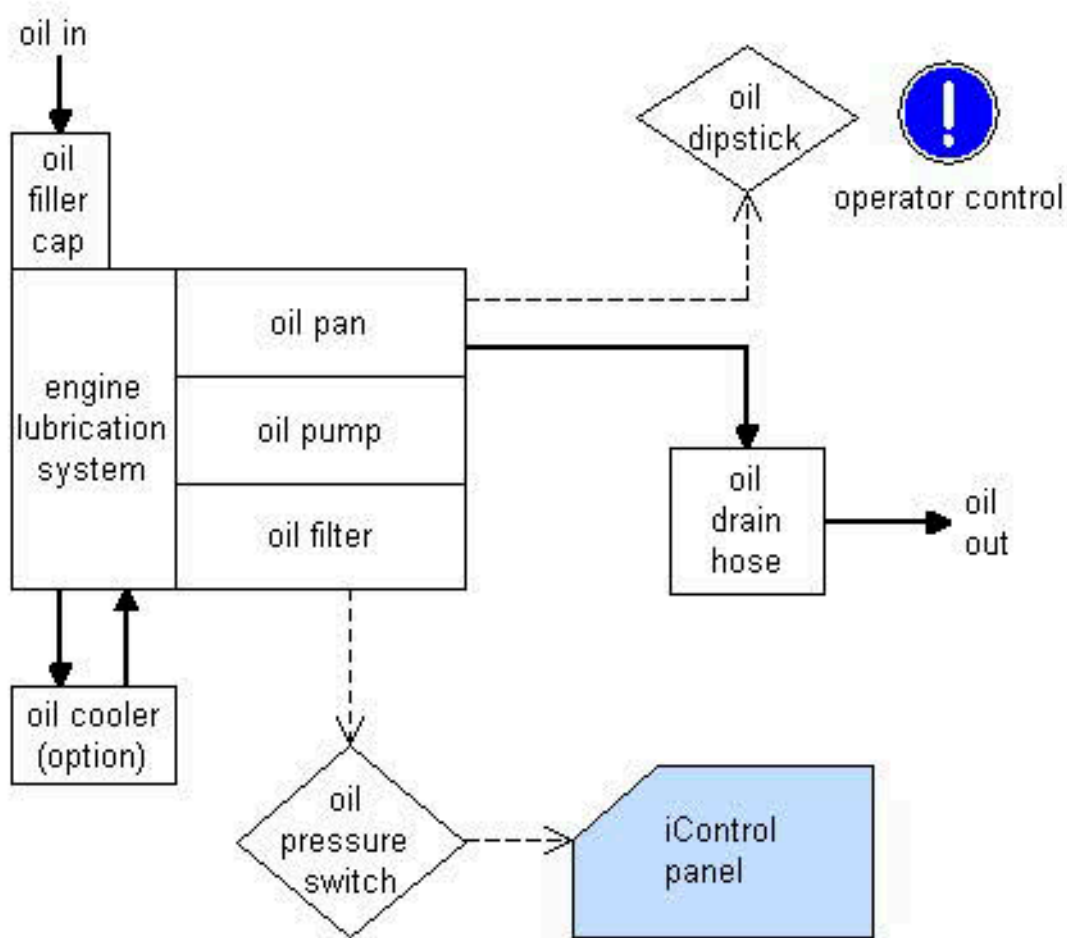 oil in
oil
filler
cap
oil
dipstick
operator control
engine
lubrication
system
oil pan
oil pump
oil filter
oil
drain
hose
oil
out
oil cooler
(option)
oil
pressure
switch
iControl
panel